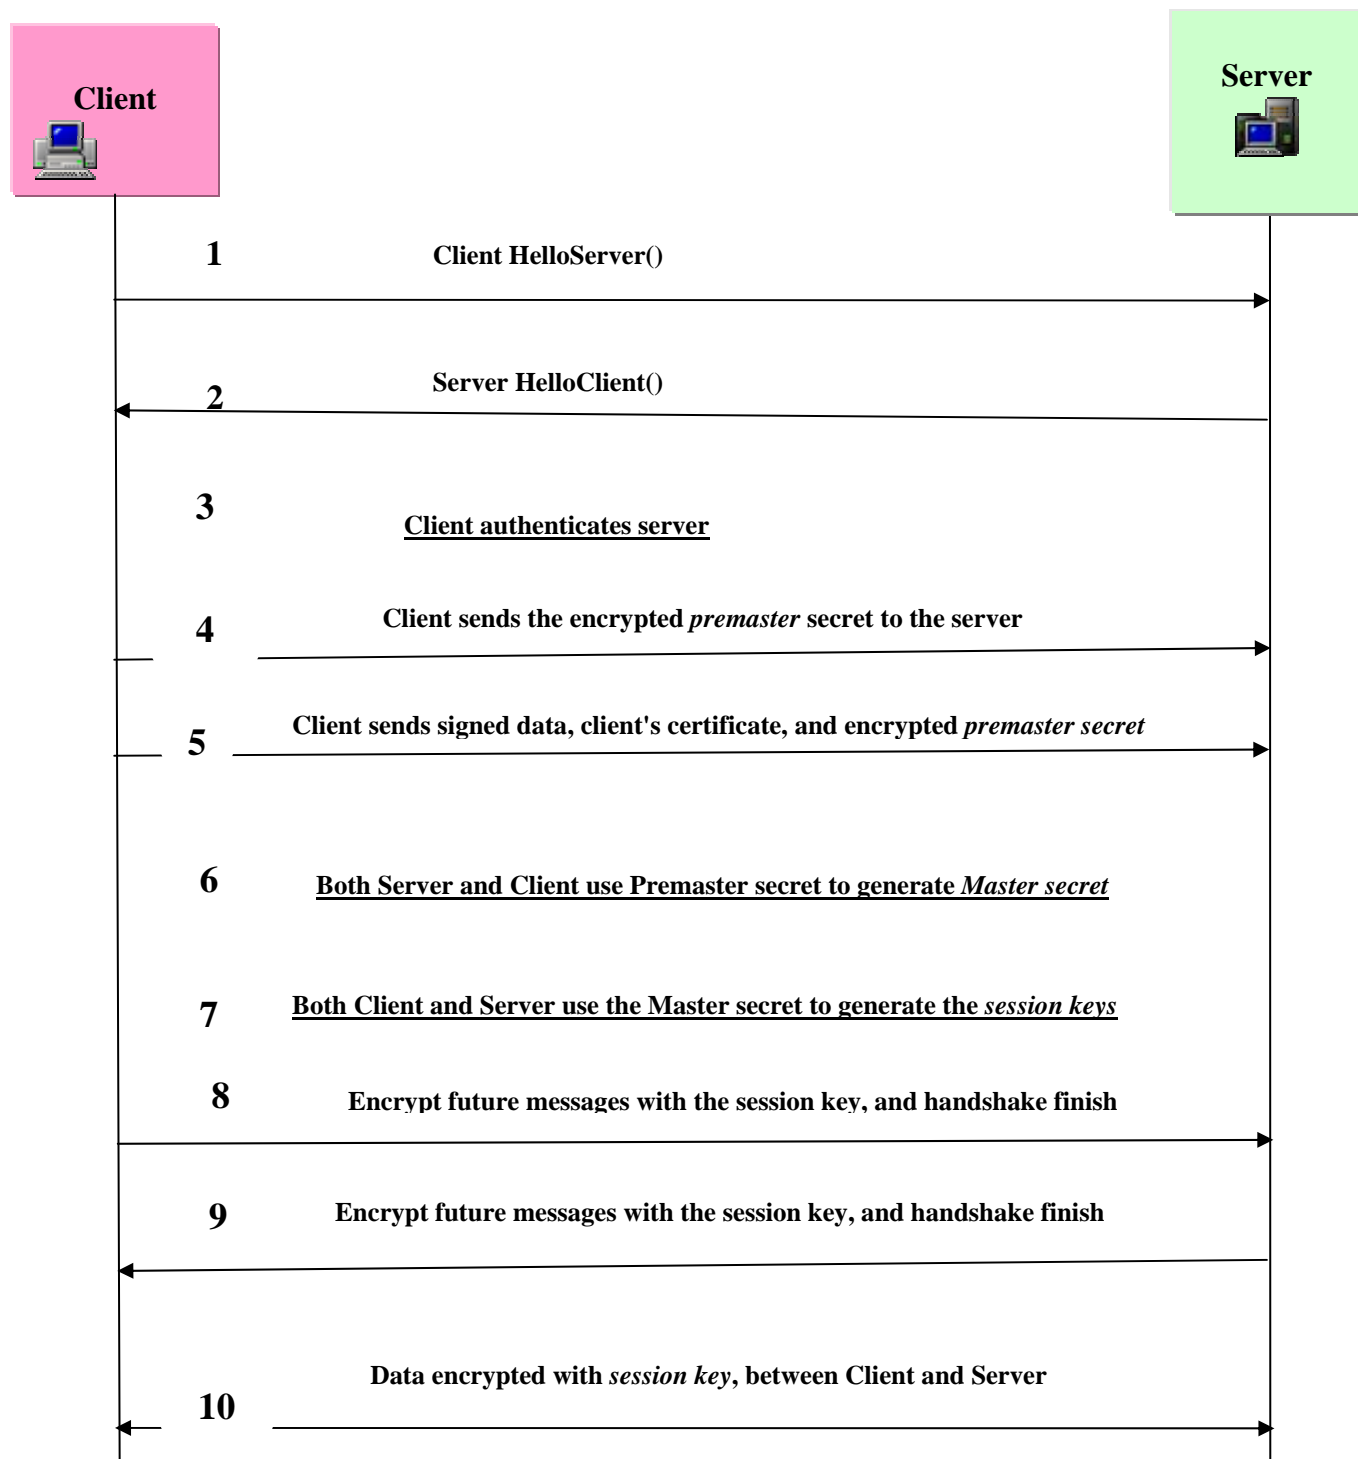 Client
Server
1
Client HelloServer()
Server HelloClient()
2
3
Client authenticates server
Client sends the encrypted premaster secret to the server
4
Client sends signed data, client's certificate, and encrypted premaster secret
5
6
Both Server and Client use Premaster secret to generate Master secret
7
Both Client and Server use the Master secret to generate the session keys
8
Encrypt future messages with the session key, and handshake finish
9
Encrypt future messages with the session key, and handshake finish
Data encrypted with session key, between Client and Server
10